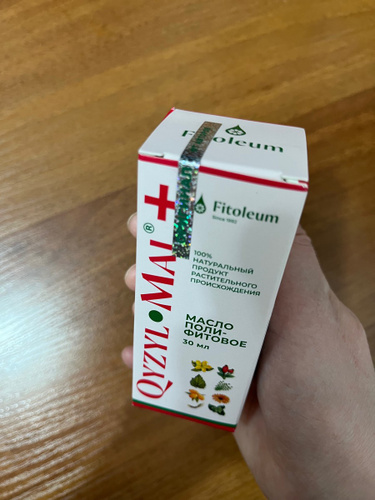 Fitoleum
Fitoleum
Since 1992
100%
НАТУРАЛЬНЫЙ
ПРОДУКТ
РАСТИТЕЛЬНОГО
ПРОИСХОЖДЕНИЯ
QYZYL•MAI®+
МАСЛО
ПОЛИ-
ФИТОВОЕ
30 МЛ